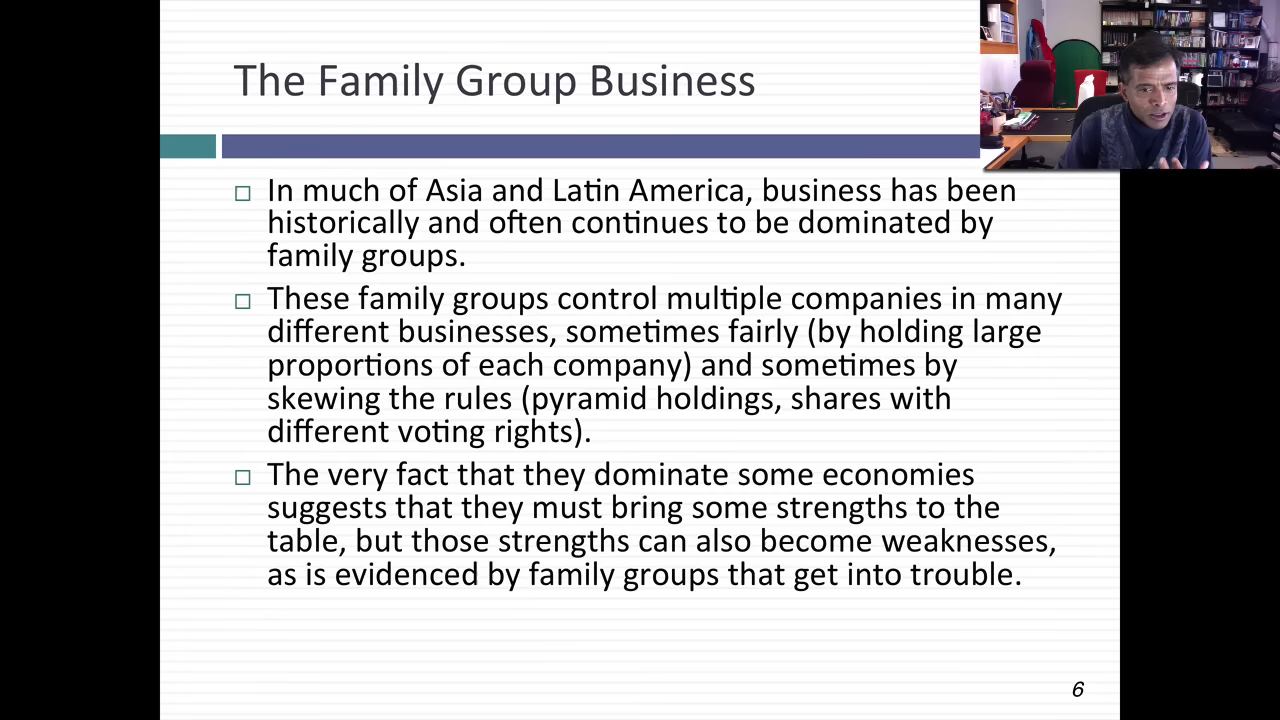 The Family Group Business
In much of Asia and Latin America, business has been
historically and often continues to be dominated by
family groups.
These family groups control multiple companies in many
different businesses, sometimes fairly (by holding large
proportions of each company) and sometimes by
skewing the rules (pyramid holdings, shares with
different voting rights).
The very fact that they dominate some economies
suggests that they must bring some strengths to the
table, but those strengths can also become weaknesses,
as is evidenced by family groups that get into trouble.
6